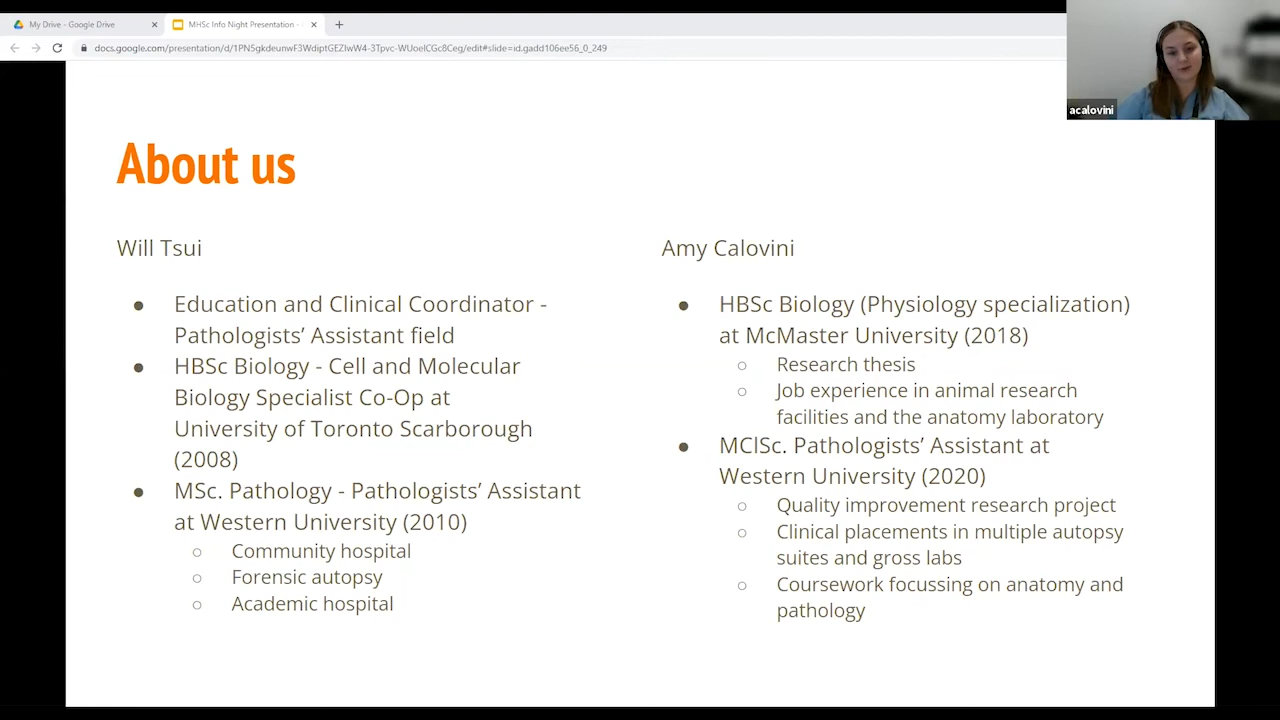 My Drive - Google Drive
MHSc Info Night Presentation -
docs.google.com/presentation/d/1PN5gkdeunwF3WdiptGEZIwW4-3Tpvc-WUoelCGc8Ceg/edit#slide=id.gadd106ee56_0_249
acalovini
About us
Will Tsui
● Education and Clinical Coordinator -
Pathologists’ Assistant field
● HBSc Biology - Cell and Molecular
Biology Specialist Co-Op at
University of Toronto Scarborough
(2008)
● MSc. Pathology - Pathologists’ Assistant
at Western University (2010)
○ Community hospital
○ Forensic autopsy
○ Academic hospital
Amy Calovini
● HBSc Biology (Physiology specialization)
at McMaster University (2018)
○ Research thesis
○ Job experience in animal research
facilities and the anatomy laboratory
● MClSc. Pathologists’ Assistant at
Western University (2020)
○ Quality improvement research project
○ Clinical placements in multiple autopsy
suites and gross labs
○ Coursework focussing on anatomy and
pathology